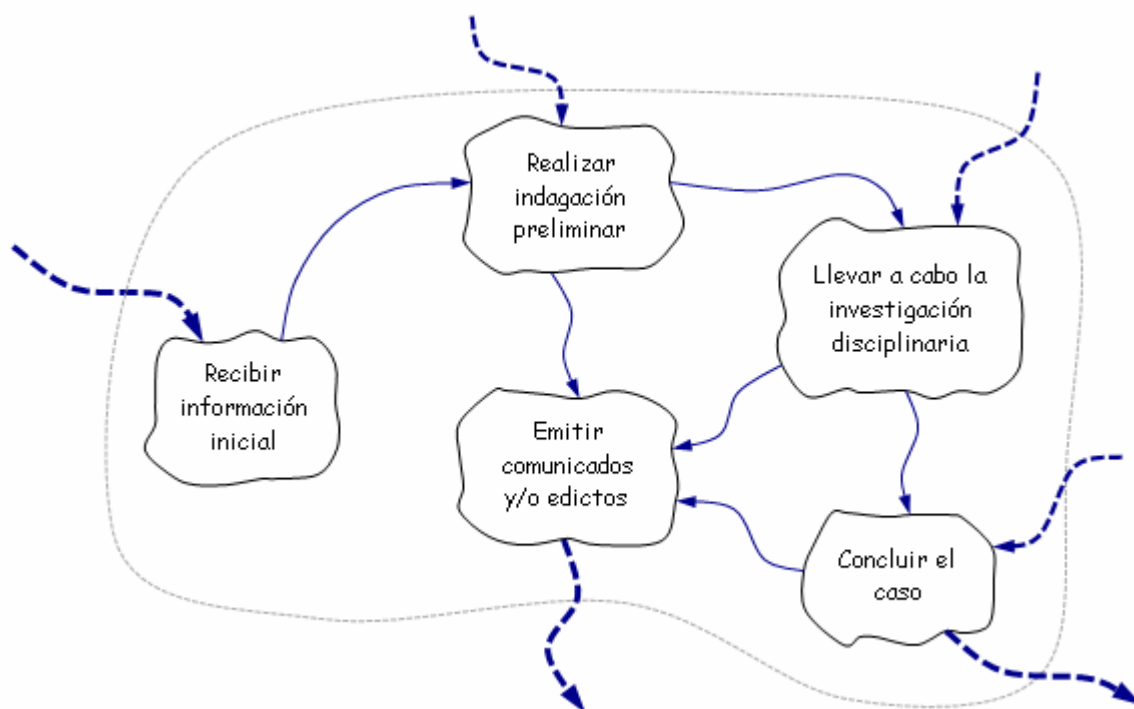 Realizar
indagación
preliminar
Llevar a cabo la
investigación
disciplinaria
Recibir
información
inicial
Emitir
comunicados
y/o edictos
Concluir el
caso